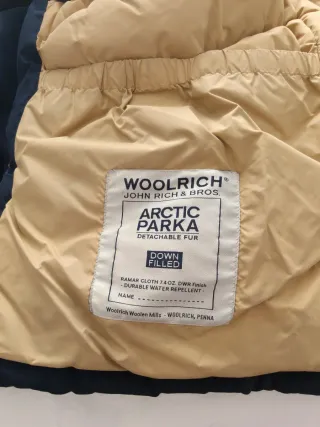 WOOLRICH®
JOHN RICH & BROS.
ARCTIC
PARKA
DETACHABLE FUR
DOWN
FILLED
RAMAR CLOTH 7.4 OZ. DWR Finish
- DURABLE WATER REPELLENT -
NAME
Woolrich Woolen Mills - WOOLRICH, PENNA